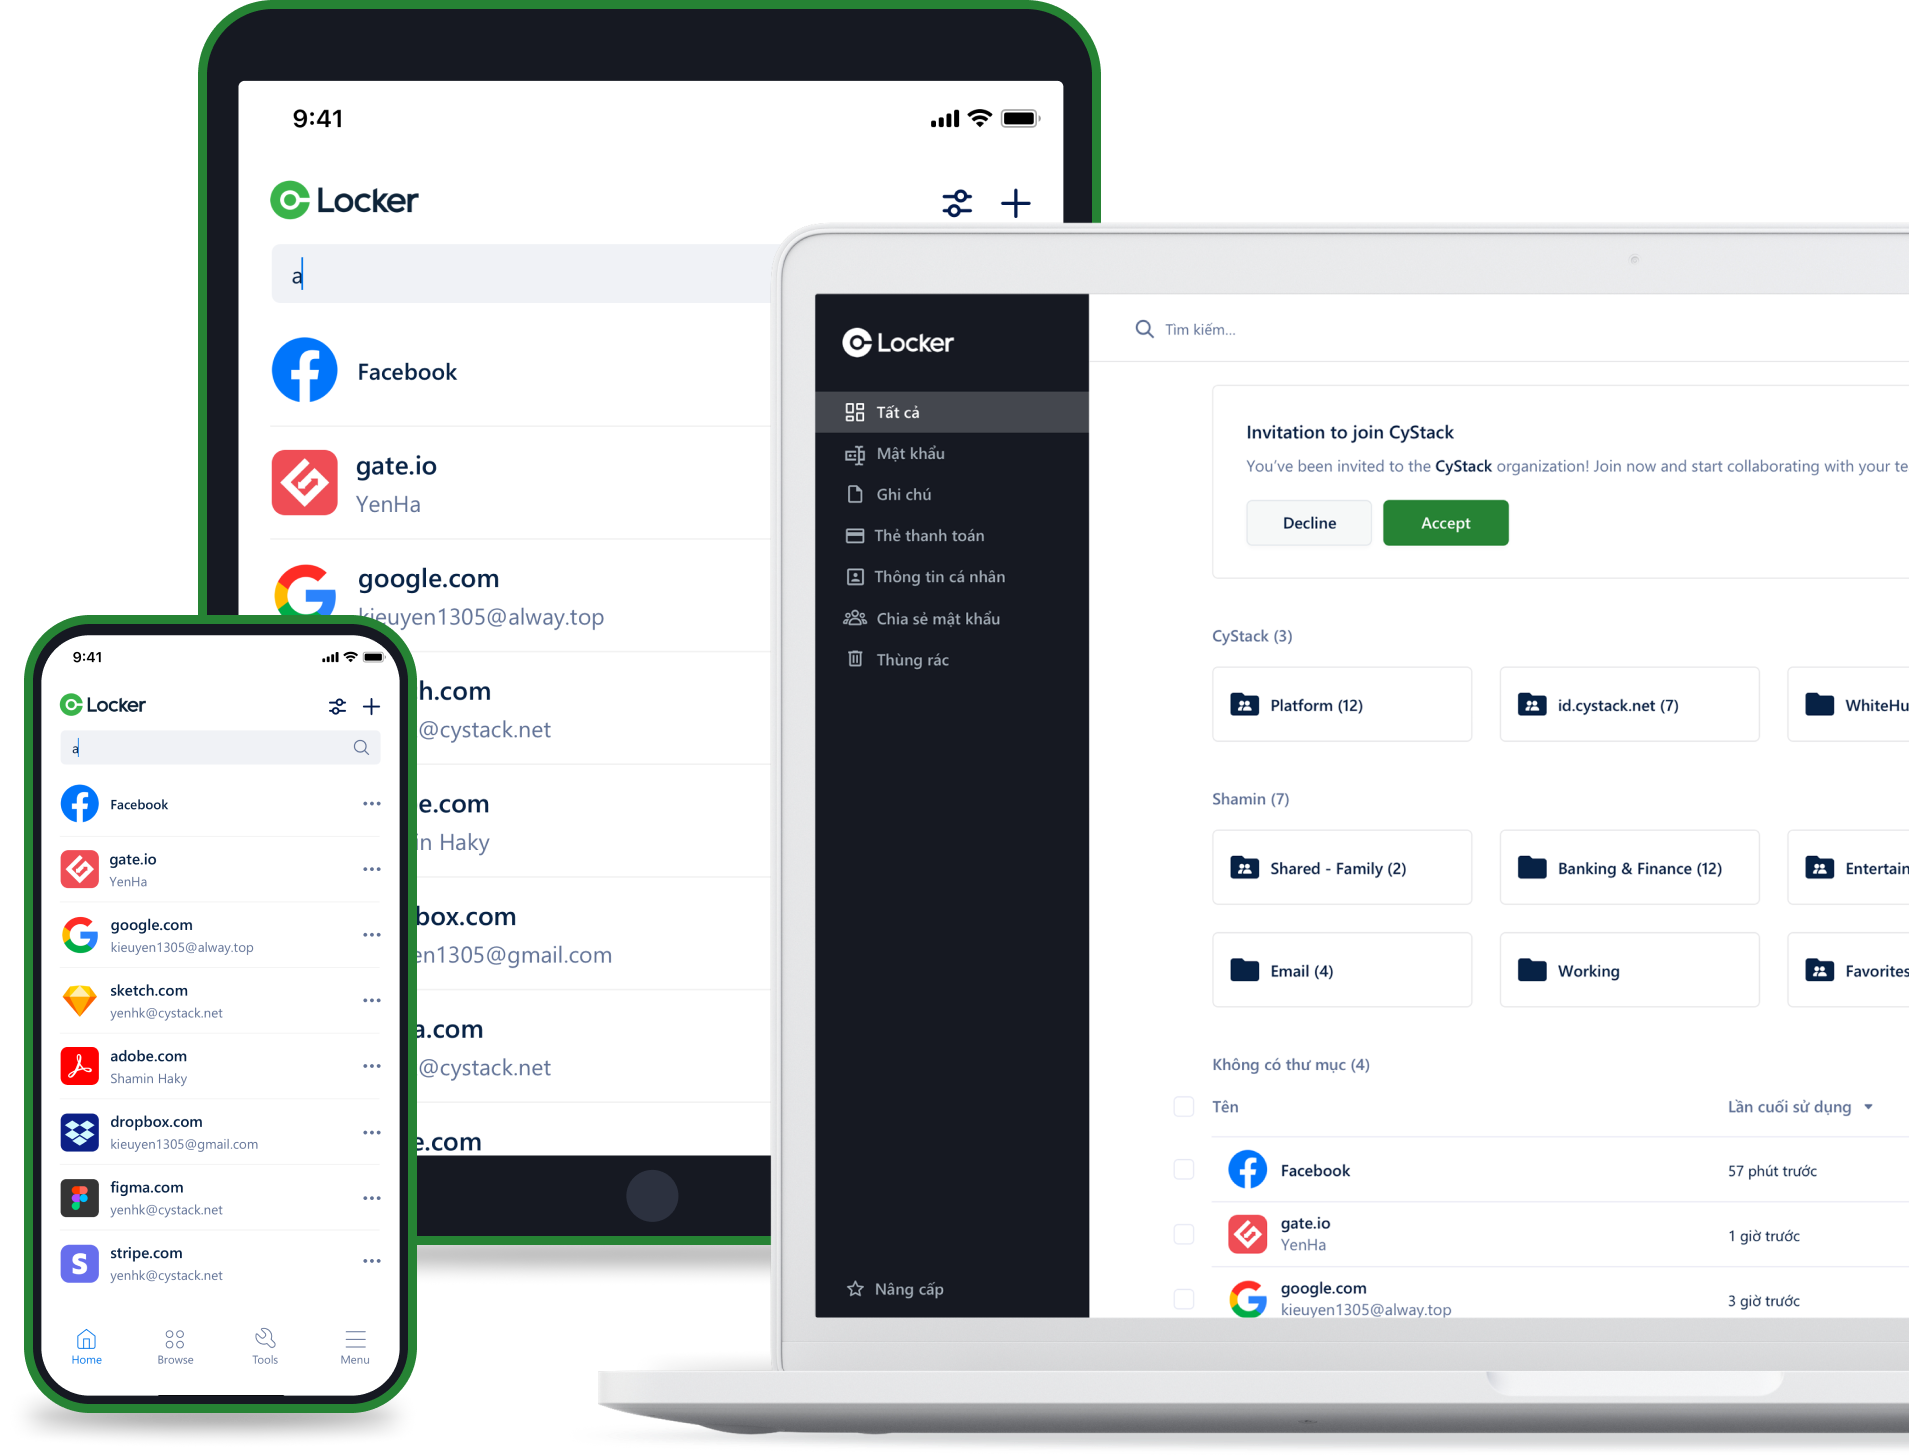 9:41
Locker
a
Facebook
gate.io
YenHa
google.com
kieuyen1305@alway.top
h.com
@cystack.net
e.com
in Haky
box.com
en1305@gmail.com
a.com
@cystack.net
e.com
9:41
Locker
a
Facebook
gate.io
YenHa
google.com
kieuyen1305@alway.top
sketch.com
yenhk@cystack.net
adobe.com
Shamin Haky
dropbox.com
kieuyen1305@gmail.com
figma.com
yenhk@cystack.net
stripe.com
yenhk@cystack.net
Home Browse Tools Menu
Locker
Tất cả
Mật khẩu
Ghi chú
Thẻ thanh toán
Thông tin cá nhân
Chia sẻ mật khẩu
Thùng rác
Nâng cấp
Tìm kiếm...
Invitation to join CyStack
You've been invited to the CyStack organization! Join now and start collaborating with your te
Decline Accept
CyStack (3)
Platform (12) id.cystack.net (7) WhiteHu
Shamin (7)
Shared - Family (2) Banking & Finance (12) Entertain
Email (4) Working Favorites
Không có thư mục (4)
Tên Lần cuối sử dụng
Facebook 57 phút trước
gate.io
YenHa 1 giờ trước
google.com
kieuyen1305@alway.top 3 giờ trước